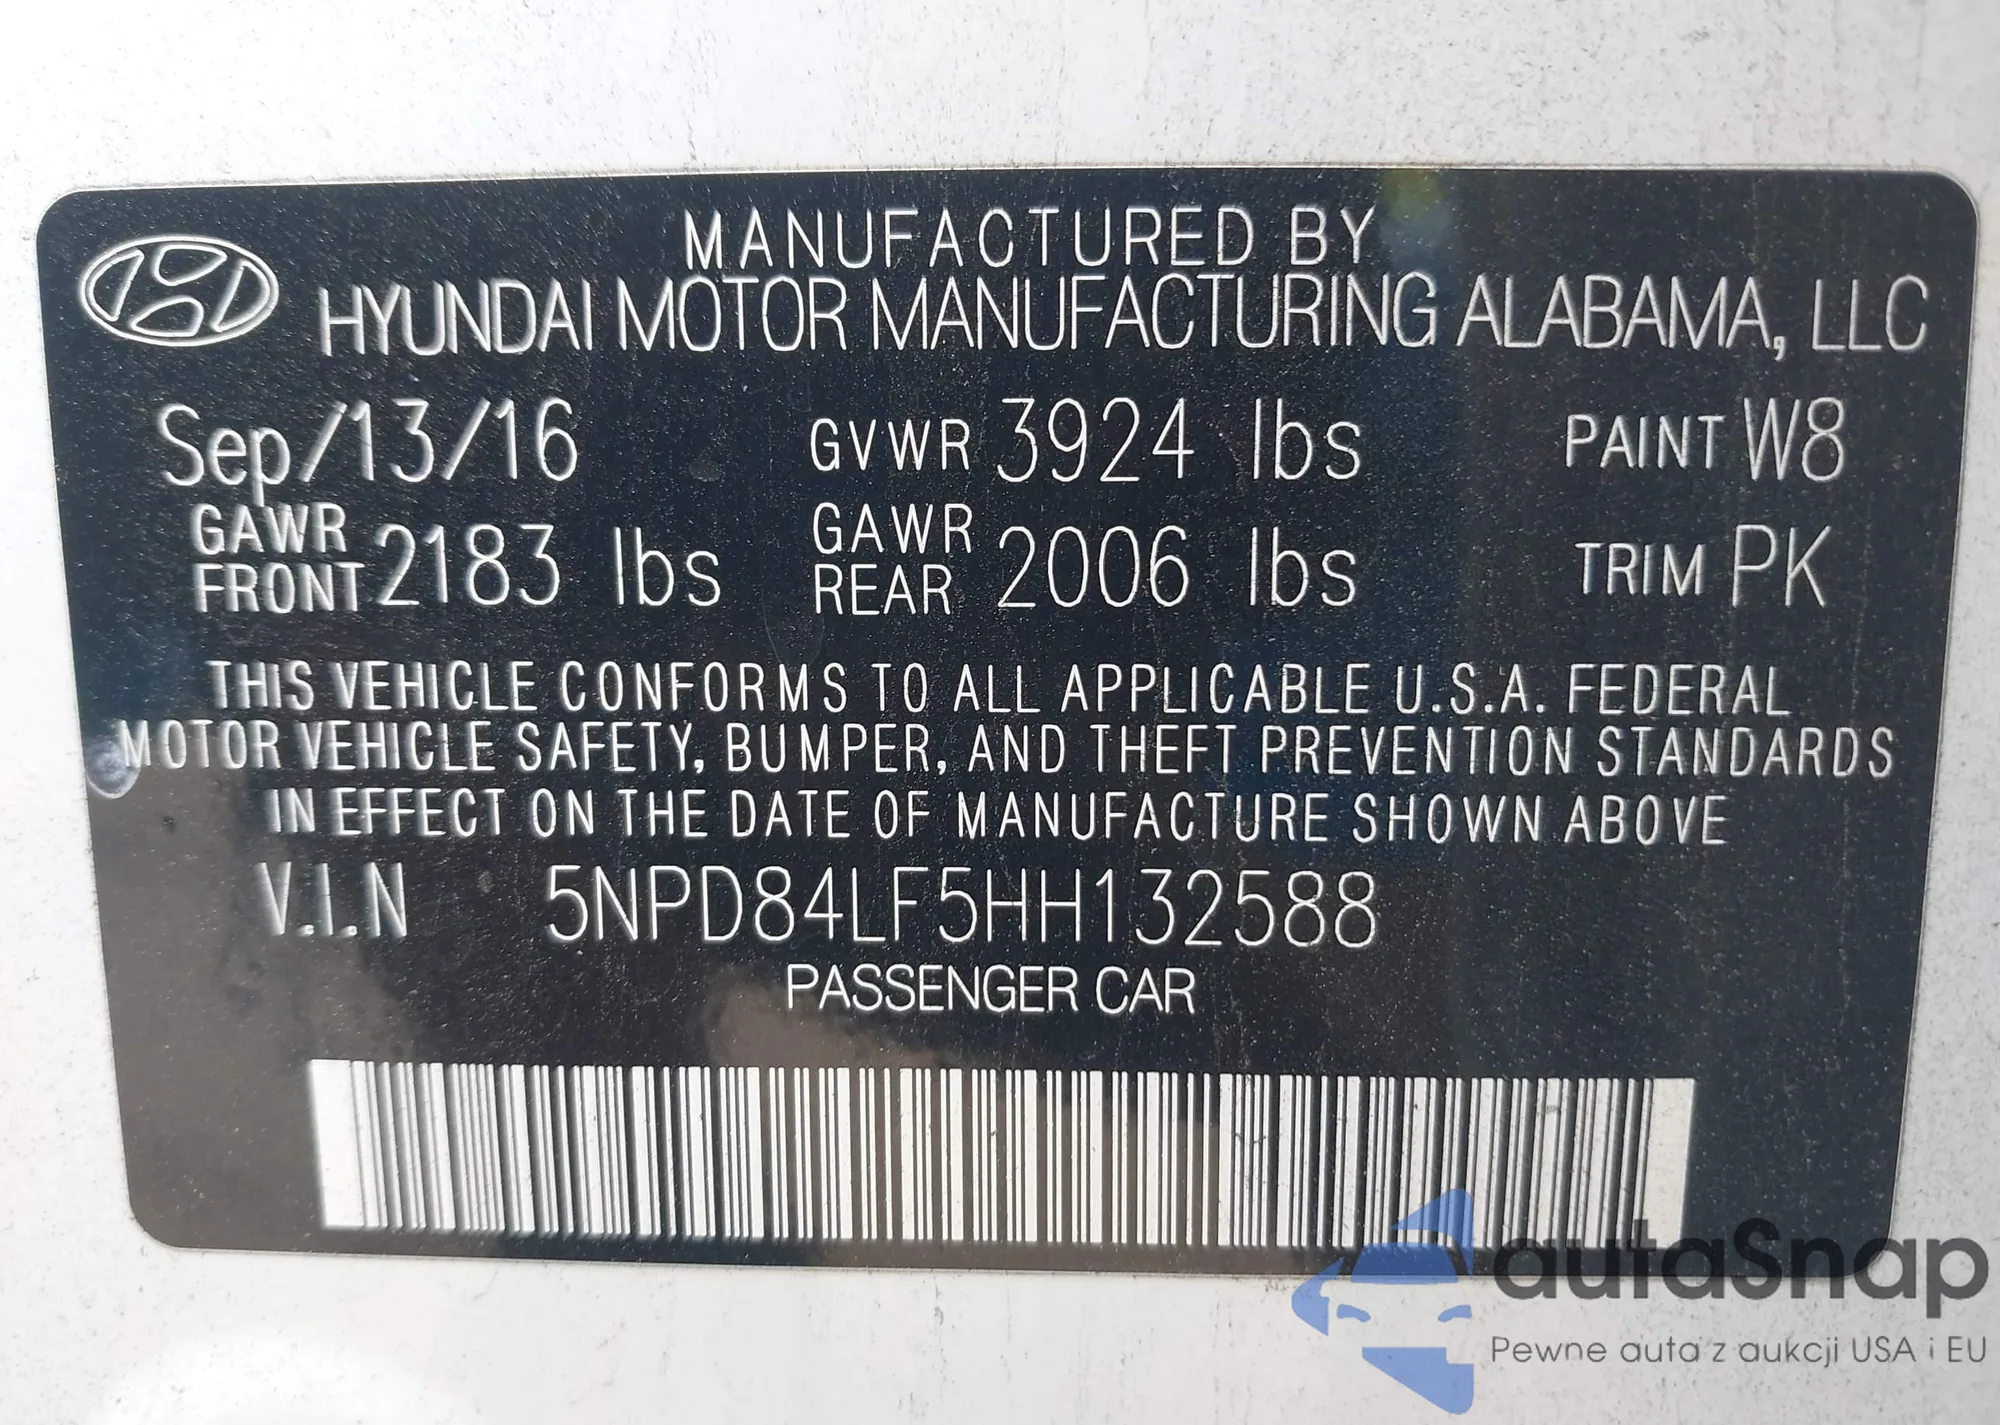 MANUFACTURED BY
HYUNDAI MOTOR MANUFACTURING ALABAMA, LLC
Sep/13/16 GVWR 3924 lbs PAINT W8
GAWR FRONT 2183 lbs GAWR REAR 2006 lbs TRIM PK
THIS VEHICLE CONFORMS TO ALL APPLICABLE U.S.A. FEDERAL
MOTOR VEHICLE SAFETY, BUMPER, AND THEFT PREVENTION STANDARDS
IN EFFECT ON THE DATE OF MANUFACTURE SHOWN ABOVE
V.I.N 5NPD84LF5HH132588
PASSENGER CAR
autaSnap
Pewne auta z aukcji USA i EU